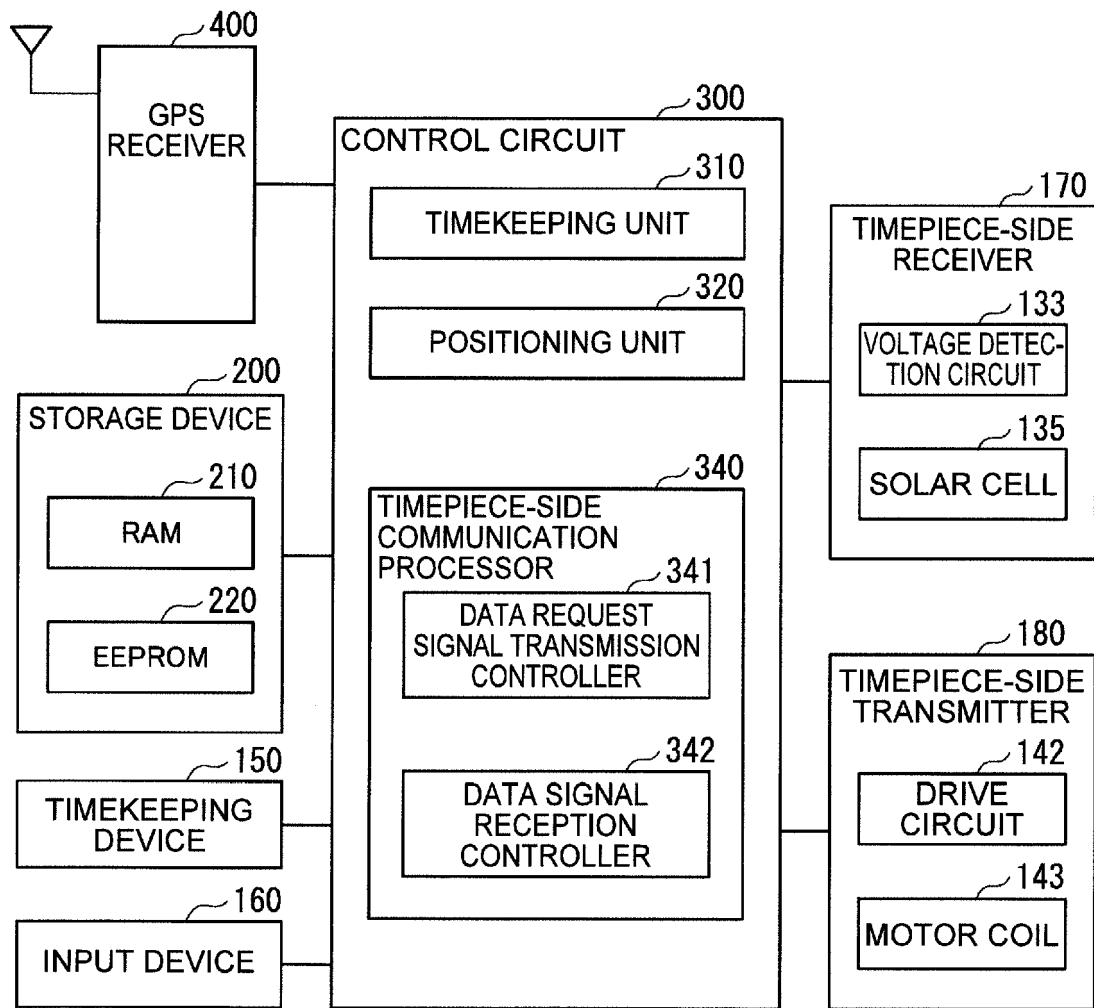 400
GPS
RECEIVER
300
CONTROL CIRCUIT
310
TIMEKEEPING UNIT
320
POSITIONING UNIT
340
TIMEPIECE-SIDE
COMMUNICATION
PROCESSOR
341
DATA REQUEST
SIGNAL TRANSMISSION
CONTROLLER
342
DATA SIGNAL
RECEPTION
CONTROLLER
200
STORAGE DEVICE
210
RAM
220
EEPROM
150
TIMEKEEPING
DEVICE
160
INPUT DEVICE
170
TIMEPIECE-SIDE
RECEIVER
133
VOLTAGE DETEC-
TION CIRCUIT
135
SOLAR CELL
180
TIMEPIECE-SIDE
TRANSMITTER
142
DRIVE
CIRCUIT
143
MOTOR COIL